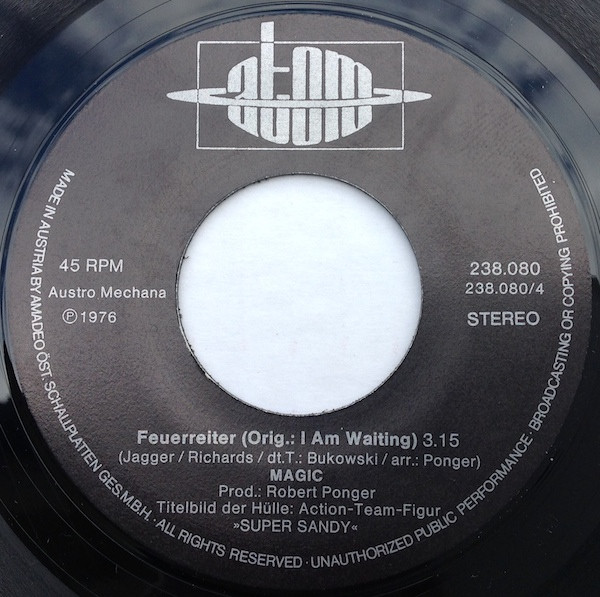 atom
45 RPM
Austro Mechana
Ⓟ 1976
238.080
238.080/4
STEREO
Feuerreiter (Orig.: I Am Waiting) 3.15
(Jagger / Richards / dt.T.: Bukowski / arr.: Ponger)
MAGIC
Prod.: Robert Ponger
Titelbild der Hülle: Action-Team-Figur
»SUPER SANDY«
MADE IN AUSTRIA BY AMADEO ÖST. SCHALLPLATTEN GES.M.B.H. · ALL RIGHTS RESERVED · UNAUTHORIZED PUBLIC PERFORMANCE · BROADCASTING OR COPYING PROHIBITED